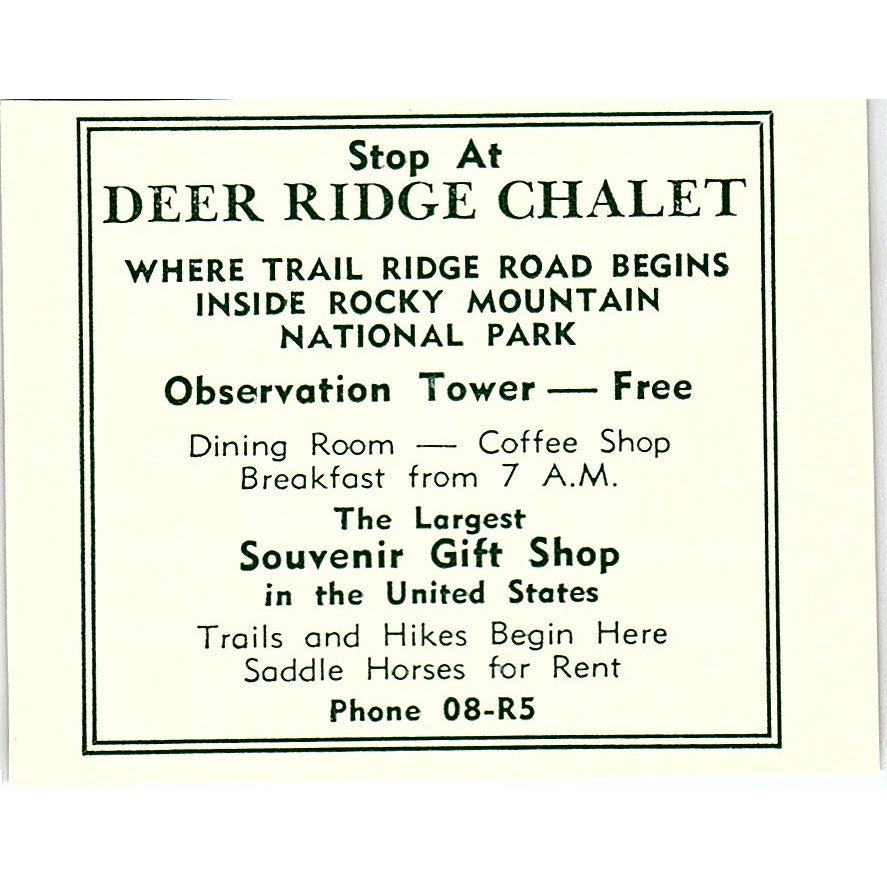 Stop At
DEER RIDGE CHALET
WHERE TRAIL RIDGE ROAD BEGINS
INSIDE ROCKY MOUNTAIN
NATIONAL PARK
Observation Tower — Free
Dining Room — Coffee Shop
Breakfast from 7 A.M.
The Largest
Souvenir Gift Shop
in the United States
Trails and Hikes Begin Here
Saddle Horses for Rent
Phone 08-R5